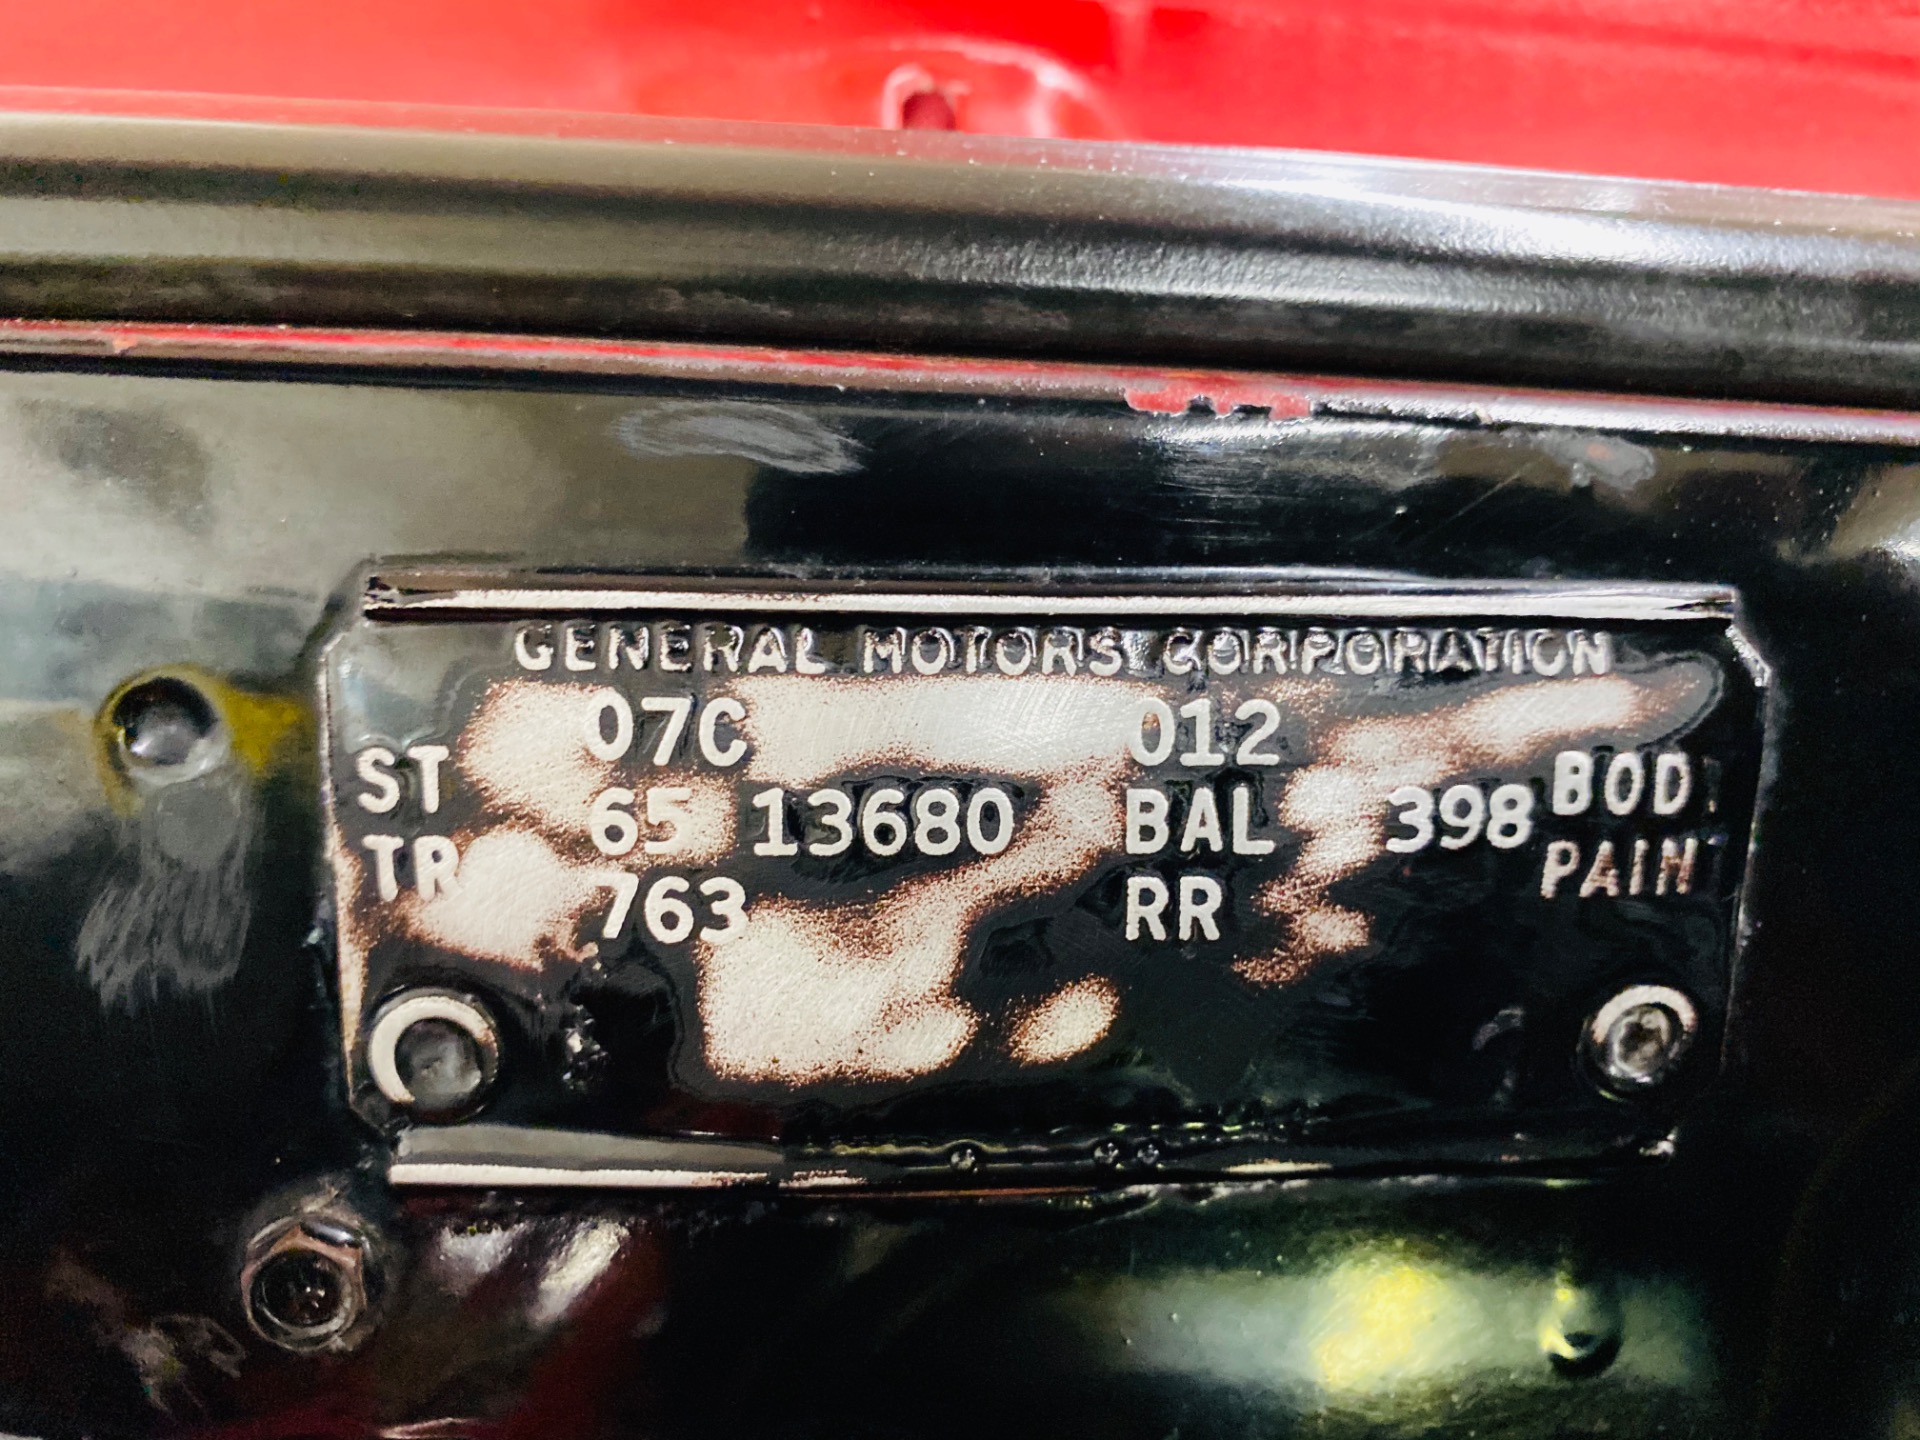 GENERAL MOTORS CORPORATION
07C 012
ST 65 13680 BAL 398 BOD
TR 763 RR PAIN